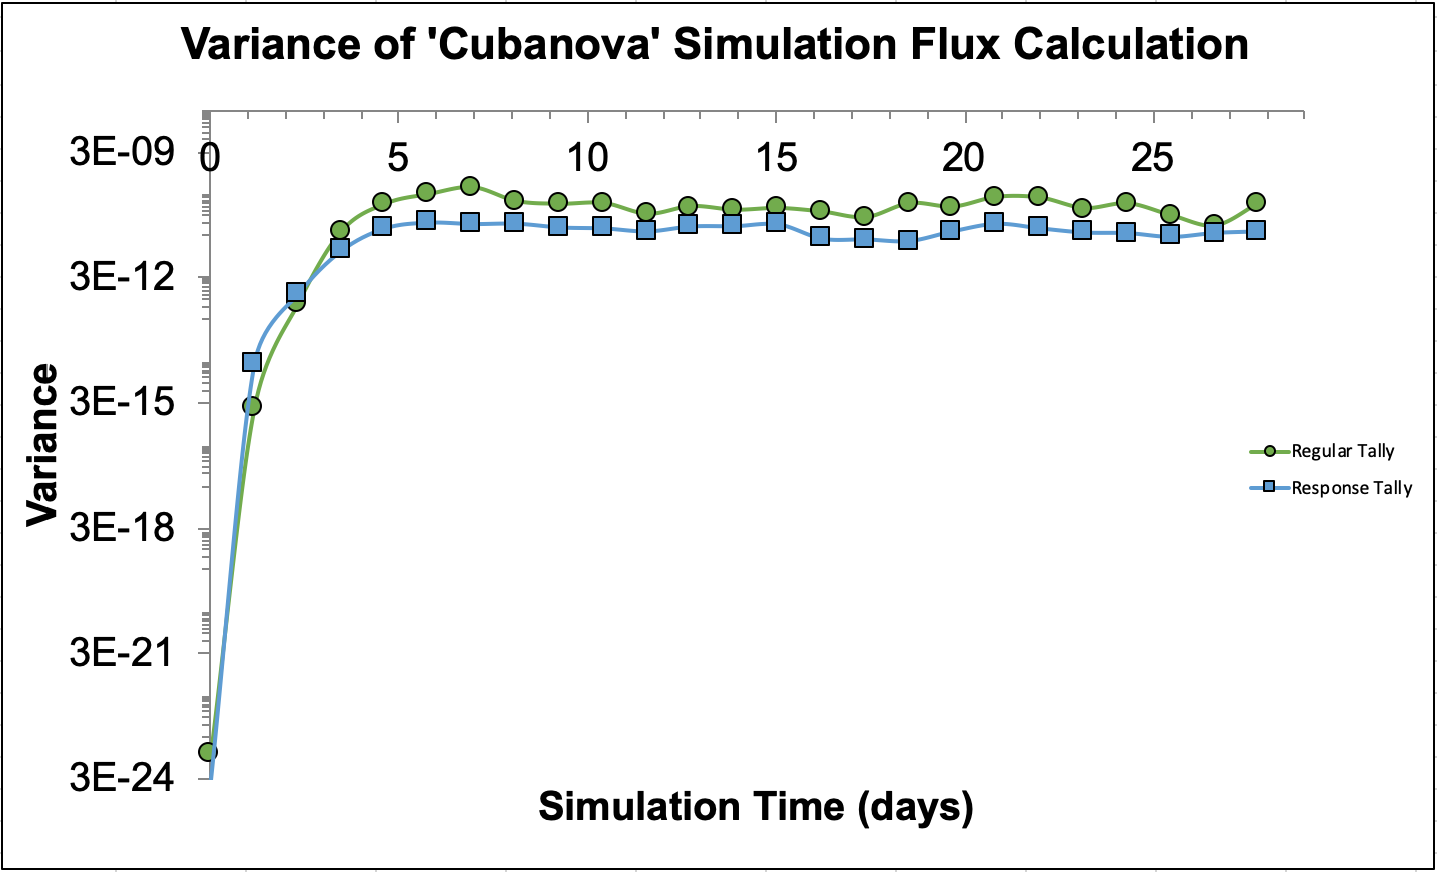 Variance of 'Cubanova' Simulation Flux Calculation
3E-09
0 5 10 15 20 25
3E-12
3E-15
3E-18
3E-21
3E-24
Variance
Regular Tally
Response Tally
Simulation Time (days)